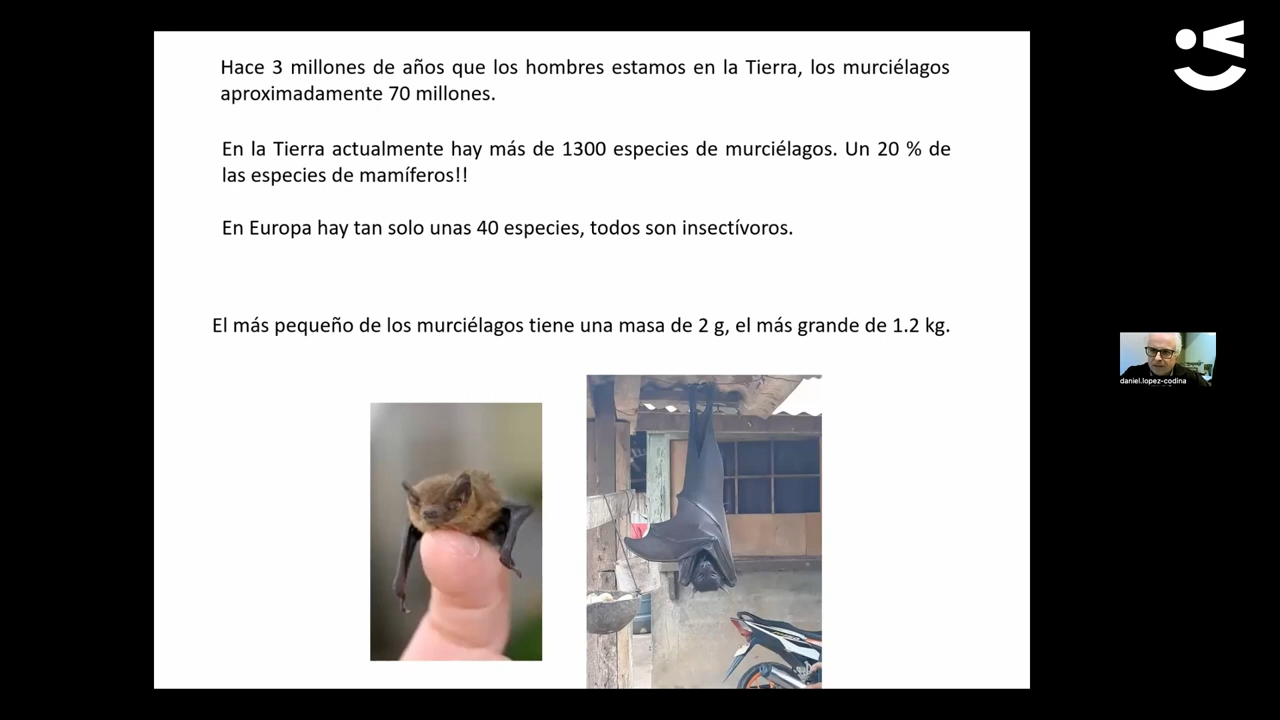 Hace 3 millones de años que los hombres estamos en la Tierra, los murciélagos
aproximadamente 70 millones.
En la Tierra actualmente hay más de 1300 especies de murciélagos. Un 20 % de
las especies de mamíferos!!
En Europa hay tan solo unas 40 especies, todos son insectívoros.
El más pequeño de los murciélagos tiene una masa de 2 g, el más grande de 1.2 kg.
daniel.lopez-codina